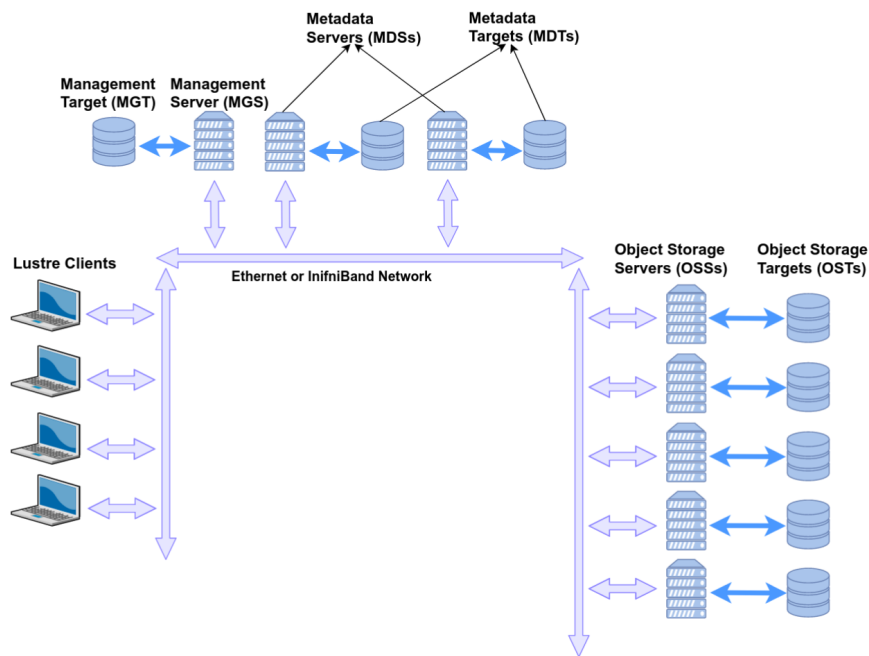 Metadata
Servers (MDSs)
Metadata
Targets (MDTs)
Management
Target (MGT)
Management
Server (MGS)
Lustre Clients
Ethernet or InifniBand Network
Object Storage
Servers (OSSs)
Object Storage
Targets (OSTs)